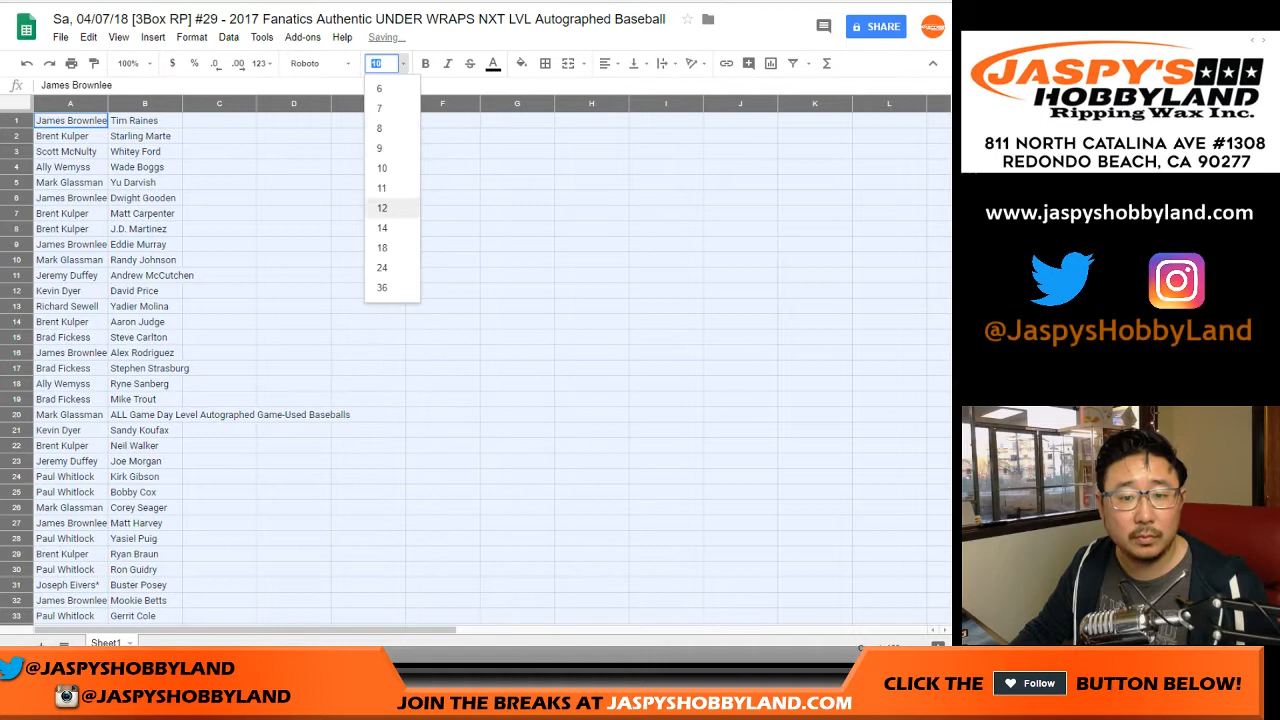 Sa, 04/07/18 [3Box RP] #29 - 2017 Fanatics Authentic UNDER WRAPS NXT LVL Autographed Baseball
File Edit View Insert Format Data Tools Add-ons Help Saving...
SHARE
100% $ % .0 .00 123 Roboto 10 B I S A
fx James Brownlee
A B C D F G H I J K L
1 James Brownlee Tim Raines
2 Brent Kulper Starling Marte
3 Scott McNulty Whitey Ford
4 Ally Wemyss Wade Boggs
5 Mark Glassman Yu Darvish
6 James Brownlee Dwight Gooden
7 Brent Kulper Matt Carpenter
8 Brent Kulper J.D. Martinez
9 James Brownlee Eddie Murray
10 Mark Glassman Randy Johnson
11 Jeremy Duffey Andrew McCutchen
12 Kevin Dyer David Price
13 Richard Sewell Yadier Molina
14 Brent Kulper Aaron Judge
15 Brad Fickess Steve Carlton
16 James Brownlee Alex Rodriguez
17 Brad Fickess Stephen Strasburg
18 Ally Wemyss Ryne Sanberg
19 Brad Fickess Mike Trout
20 Mark Glassman ALL Game Day Level Autographed Game-Used Baseballs
21 Kevin Dyer Sandy Koufax
22 Brent Kulper Neil Walker
23 Jeremy Duffey Joe Morgan
24 Paul Whitlock Kirk Gibson
25 Paul Whitlock Bobby Cox
26 Mark Glassman Corey Seager
27 James Brownlee Matt Harvey
28 Paul Whitlock Yasiel Puig
29 Brent Kulper Ryan Braun
30 Paul Whitlock Ron Guidry
31 Joseph Eivers* Buster Posey
32 James Brownlee Mookie Betts
33 Paul Whitlock Gerrit Cole
6
7
8
9
10
11
12
14
18
24
36
Sheet1
JASPY'S
HOBBYLAND
Ripping Wax Inc.
811 NORTH CATALINA AVE #1308
REDONDO BEACH, CA 90277
www.jaspyshobbyland.com
@JaspysHobbyLand
@JASPYSHOBBYLAND
@JASPYSHOBBYLAND
JOIN THE BREAKS AT JASPYSHOBBYLAND.COM
CLICK THE Follow BUTTON BELOW!